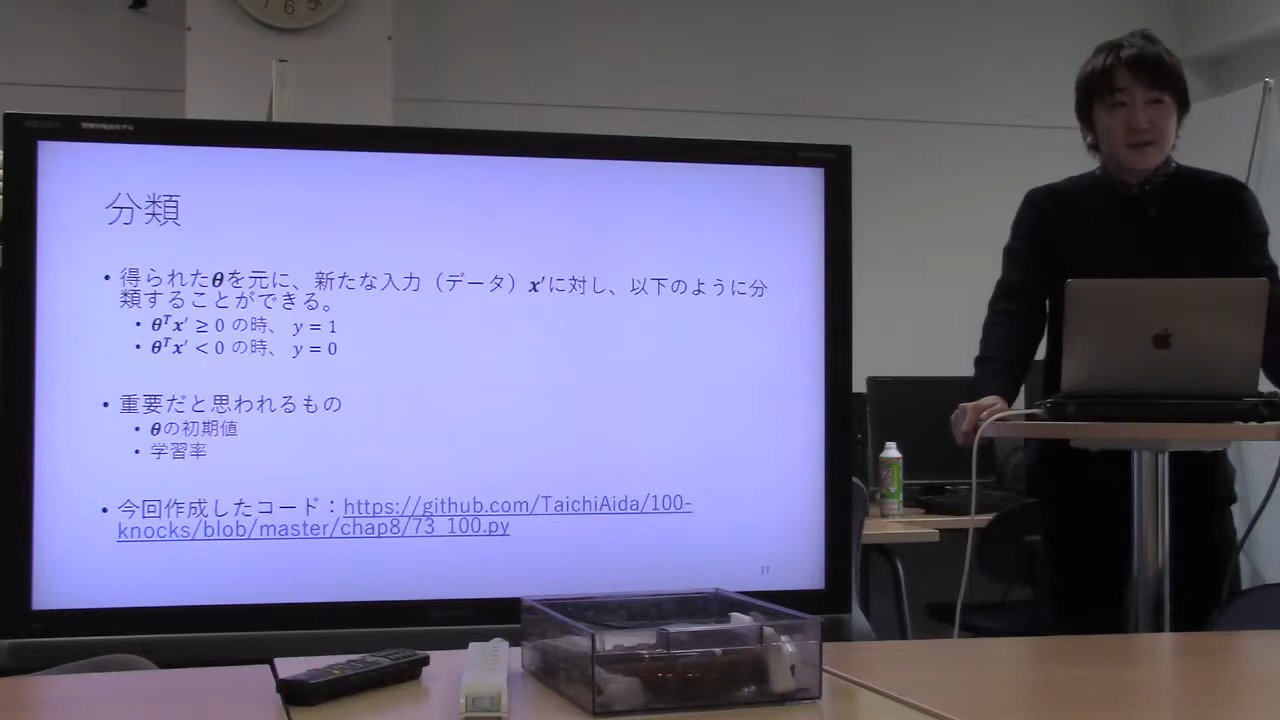 分類
• 得られた𝜽を元に、新たな入力（データ）𝒙′に対し、以下のように分
類することができる。
• 𝜽ᵀ𝒙′ ≥ 0 の時、 𝑦 = 1
• 𝜽ᵀ𝒙′ < 0 の時、 𝑦 = 0
• 重要だと思われるもの
• 𝜽の初期値
• 学習率
• 今回作成したコード：https://github.com/TaichiAida/100-
knocks/blob/master/chap8/73_100.py
17